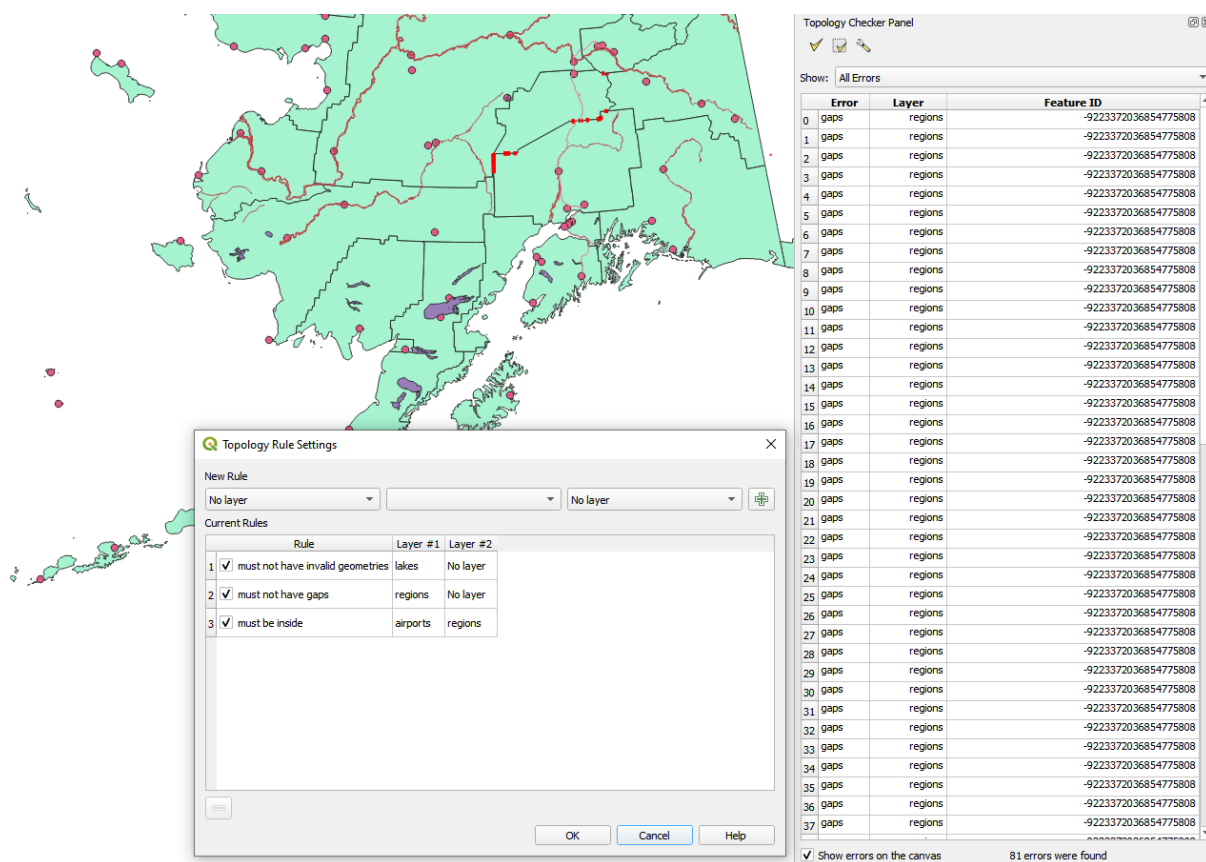 Topology Checker Panel
Show: All Errors
Error Layer Feature ID
0 gaps regions -9223372036854775808
1 gaps regions -9223372036854775808
2 gaps regions -9223372036854775808
3 gaps regions -9223372036854775808
4 gaps regions -9223372036854775808
5 gaps regions -9223372036854775808
6 gaps regions -9223372036854775808
7 gaps regions -9223372036854775808
8 gaps regions -9223372036854775808
9 gaps regions -9223372036854775808
10 gaps regions -9223372036854775808
11 gaps regions -9223372036854775808
12 gaps regions -9223372036854775808
13 gaps regions -9223372036854775808
14 gaps regions -9223372036854775808
15 gaps regions -9223372036854775808
16 gaps regions -9223372036854775808
17 gaps regions -9223372036854775808
18 gaps regions -9223372036854775808
19 gaps regions -9223372036854775808
20 gaps regions -9223372036854775808
21 gaps regions -9223372036854775808
22 gaps regions -9223372036854775808
23 gaps regions -9223372036854775808
24 gaps regions -9223372036854775808
25 gaps regions -9223372036854775808
26 gaps regions -9223372036854775808
27 gaps regions -9223372036854775808
28 gaps regions -9223372036854775808
29 gaps regions -9223372036854775808
30 gaps regions -9223372036854775808
31 gaps regions -9223372036854775808
32 gaps regions -9223372036854775808
33 gaps regions -9223372036854775808
34 gaps regions -9223372036854775808
35 gaps regions -9223372036854775808
36 gaps regions -9223372036854775808
37 gaps regions -9223372036854775808
Show errors on the canvas 81 errors were found
Topology Rule Settings
New Rule
No layer No layer
Current Rules
Rule Layer #1 Layer #2
1 must not have invalid geometries lakes No layer
2 must not have gaps regions No layer
3 must be inside airports regions
OK Cancel Help